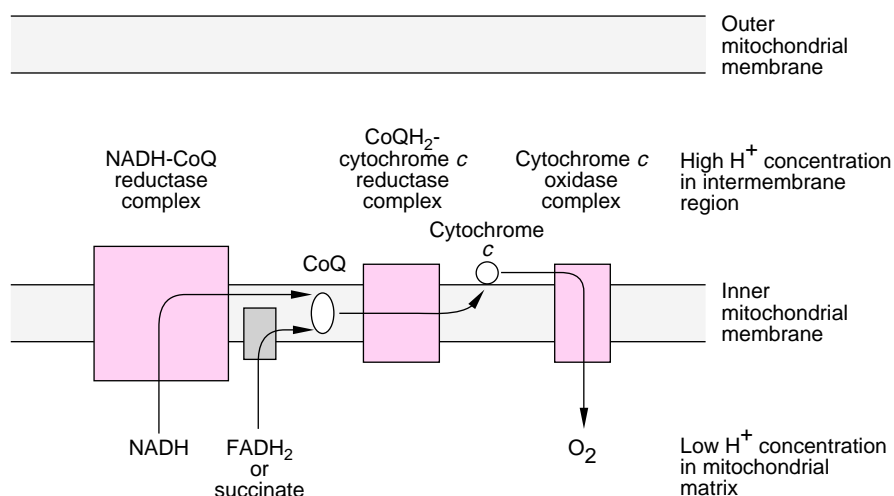 Outer
mitochondrial
membrane
NADH-CoQ
reductase
complex
CoQH₂-
cytochrome c
reductase
complex
Cytochrome c
oxidase
complex
High H⁺ concentration
in intermembrane
region
Cytochrome
c
CoQ
Inner
mitochondrial
membrane
NADH
FADH₂
or
succinate
O₂
Low H⁺ concentration
in mitochondrial
matrix